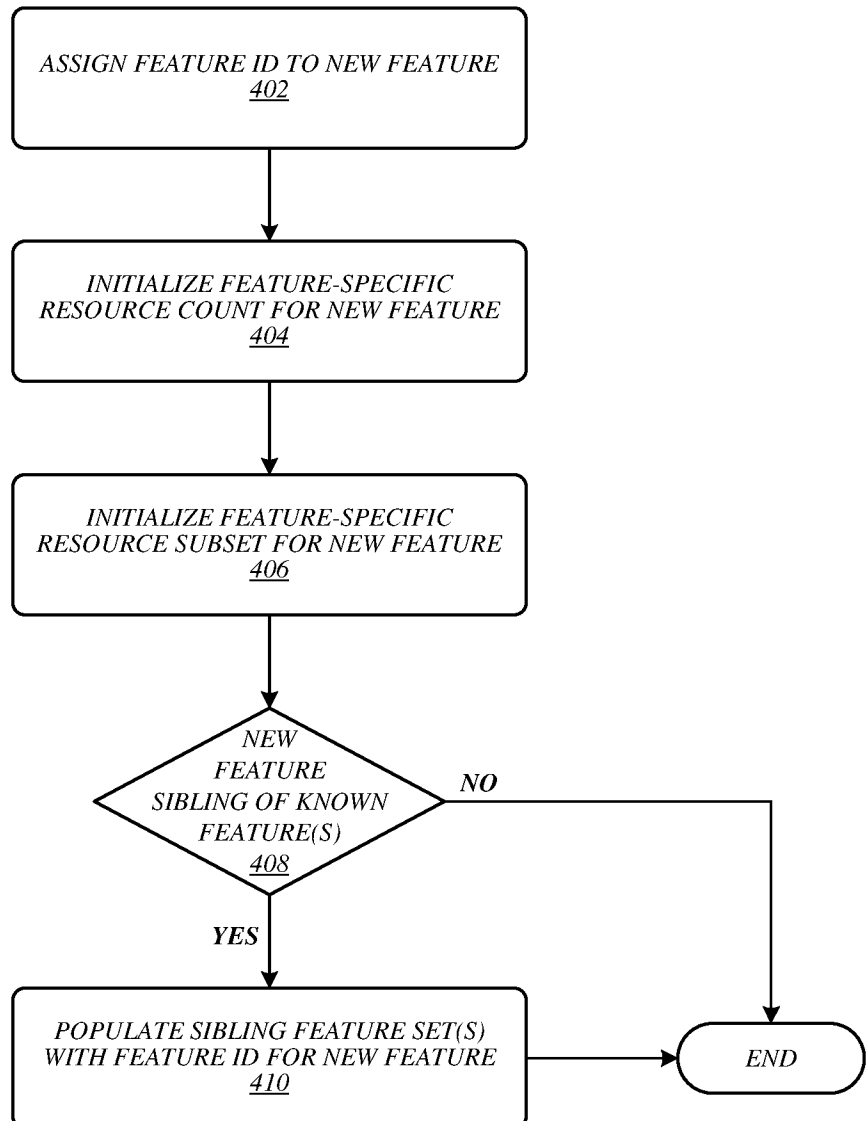 ASSIGN FEATURE ID TO NEW FEATURE
402
INITIALIZE FEATURE-SPECIFIC
RESOURCE COUNT FOR NEW FEATURE
404
INITIALIZE FEATURE-SPECIFIC
RESOURCE SUBSET FOR NEW FEATURE
406
NEW
FEATURE
SIBLING OF KNOWN
FEATURE(S)
408
NO
YES
POPULATE SIBLING FEATURE SET(S)
WITH FEATURE ID FOR NEW FEATURE
410
END